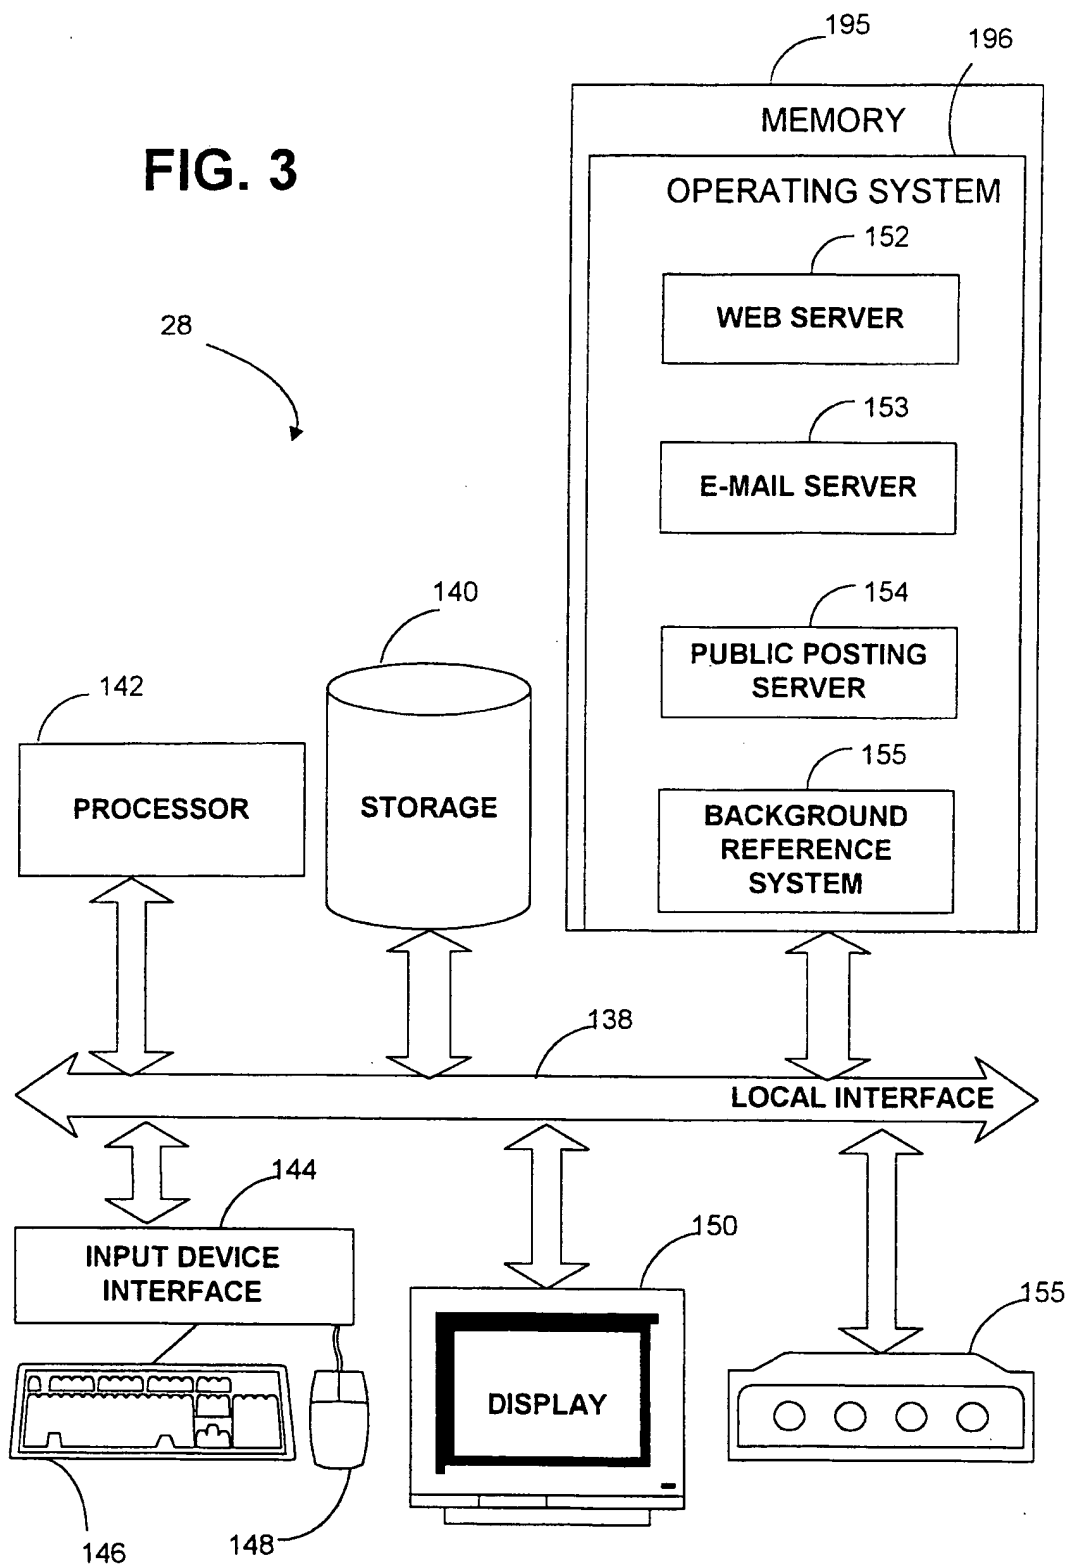 195
196
MEMORY
FIG. 3
OPERATING SYSTEM
152
WEB SERVER
28
153
E-MAIL SERVER
140
154
PUBLIC POSTING
SERVER
142
155
PROCESSOR
STORAGE
BACKGROUND
REFERENCE
SYSTEM
138
LOCAL INTERFACE
144
150
INPUT DEVICE
INTERFACE
155
DISPLAY
146
148